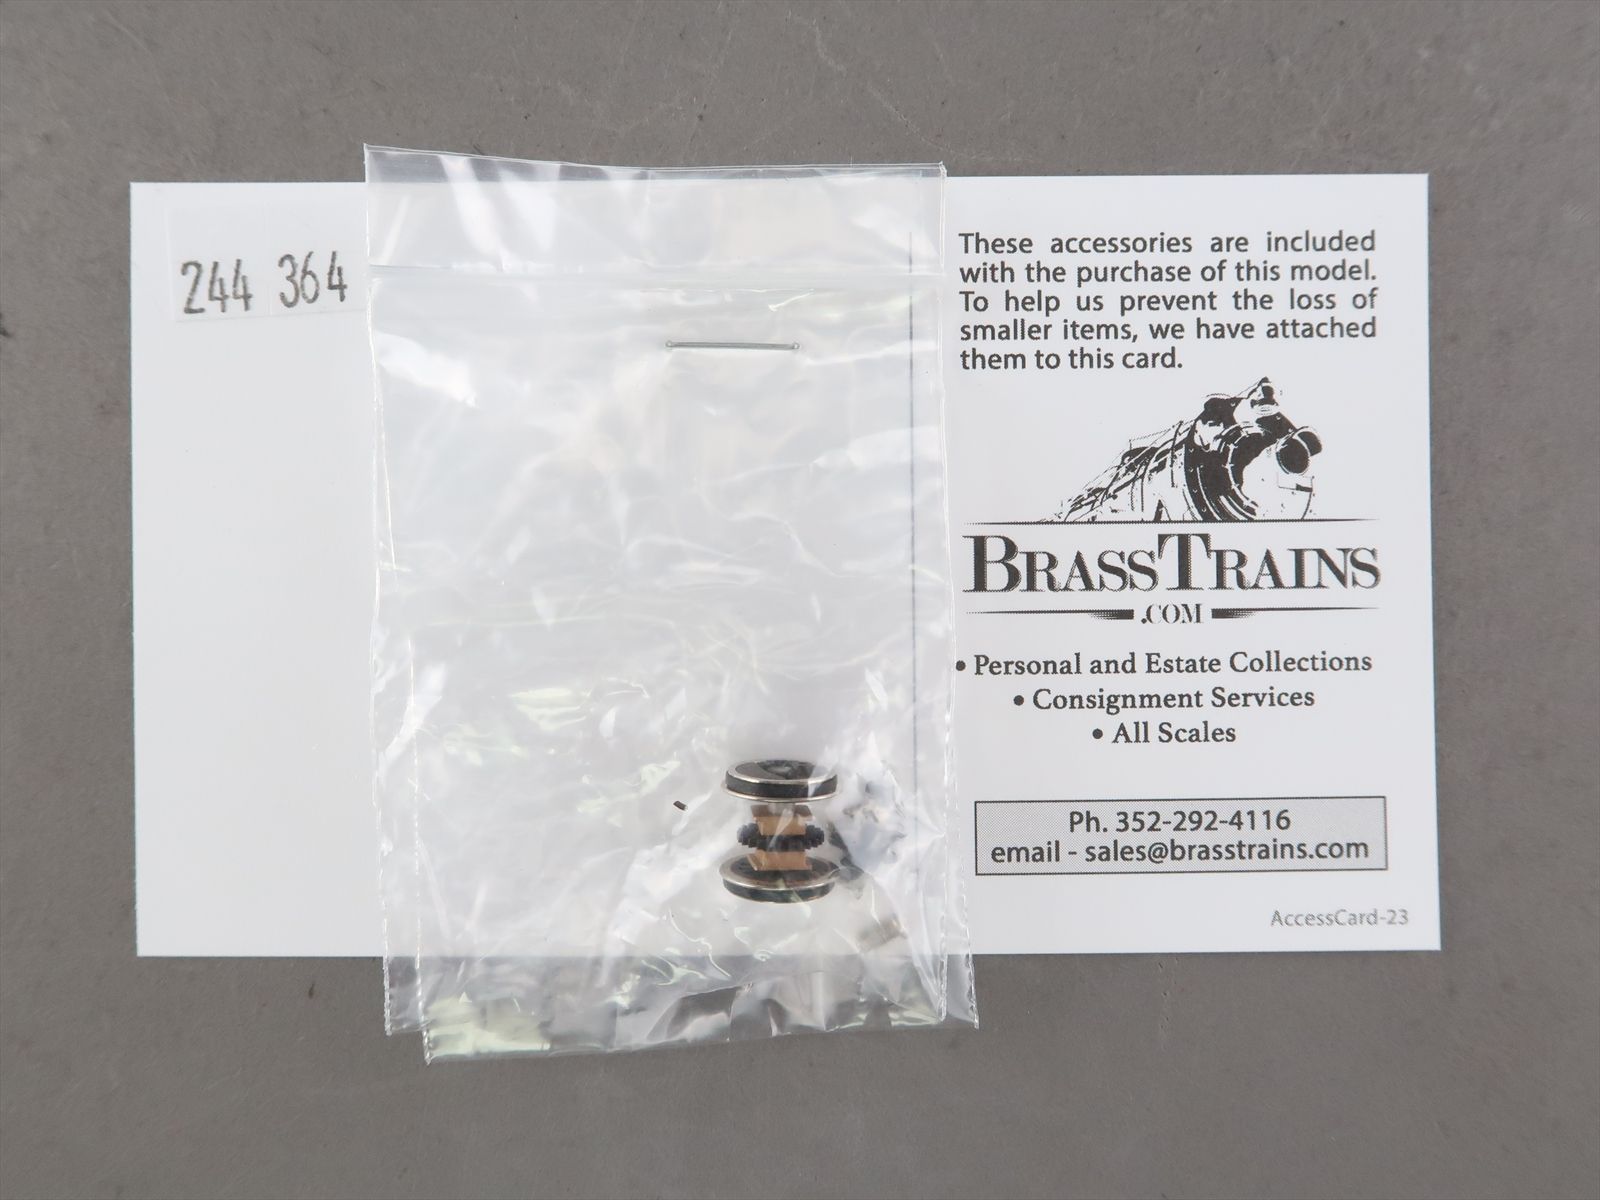 244 364
These accessories are included
with the purchase of this model.
To help us prevent the loss of
smaller items, we have attached
them to this card.
BRASSTRAINS
.COM
• Personal and Estate Collections
• Consignment Services
• All Scales
Ph. 352-292-4116
email - sales@brasstrains.com
AccessCard-23